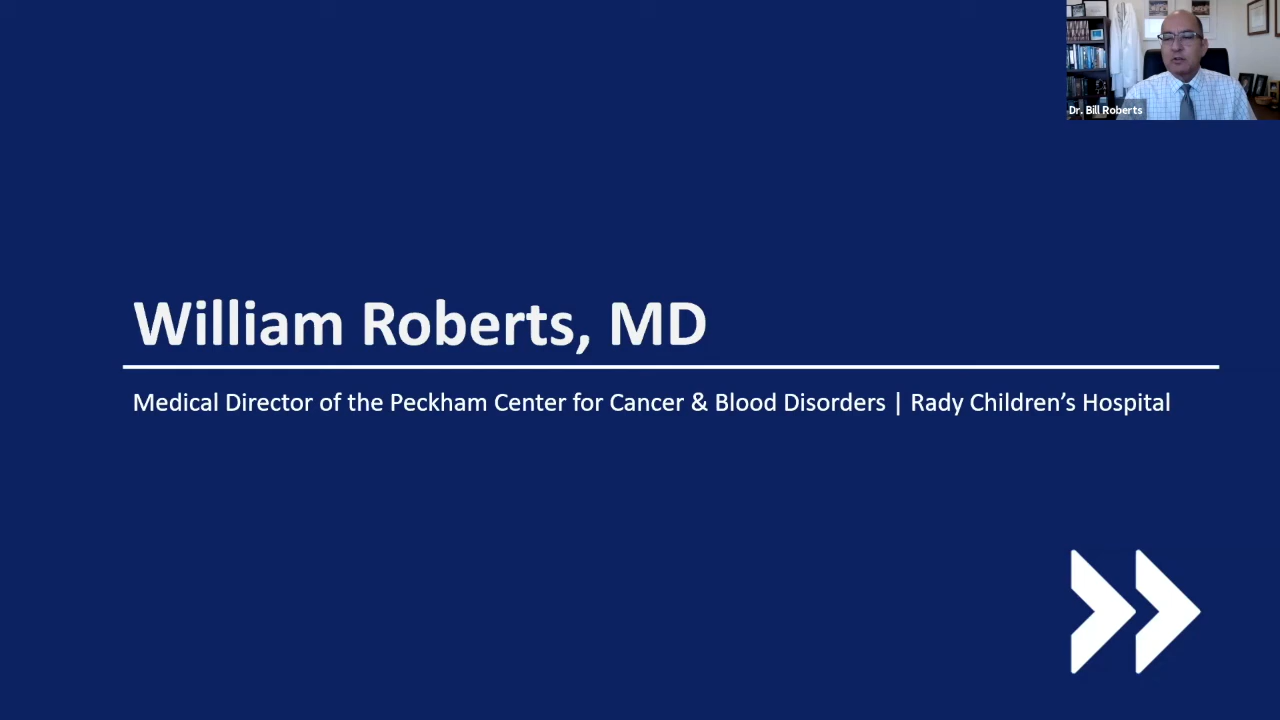 Dr. Bill Roberts
William Roberts, MD
Medical Director of the Peckham Center for Cancer & Blood Disorders | Rady Children’s Hospital